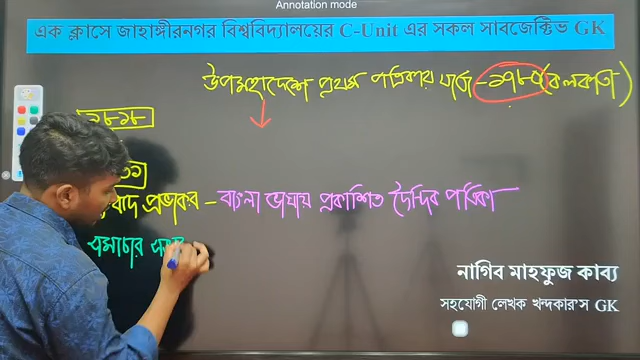 Annotation mode
এক ক্লাসে জাহাঙ্গীরনগর বিশ্ববিদ্যালয়ের C-Unit এর সকল সাবজেক্টিভ GK
উপমহাদেশে প্রথম পত্রিকার যাত্রা - ১৭৮০ (কলকাতা)
১৮১৮
প্রভাকর – বাংলা ভাষায় প্রকাশিত দৈনিক পত্রিকা
সমাচার
নাগিব মাহফুজ কাব্য
সহযোগী লেখক খন্দকার'স GK